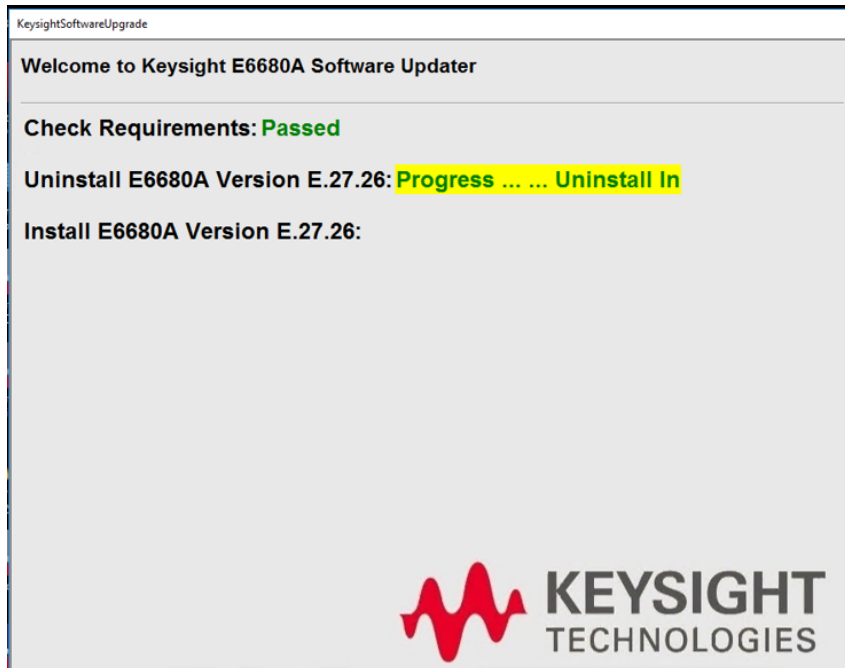 KeysightSoftwareUpgrade
Welcome to Keysight E6680A Software Updater
Check Requirements: Passed
Uninstall E6680A Version E.27.26: Progress ... ... Uninstall In
Install E6680A Version E.27.26:
KEYSIGHT
TECHNOLOGIES